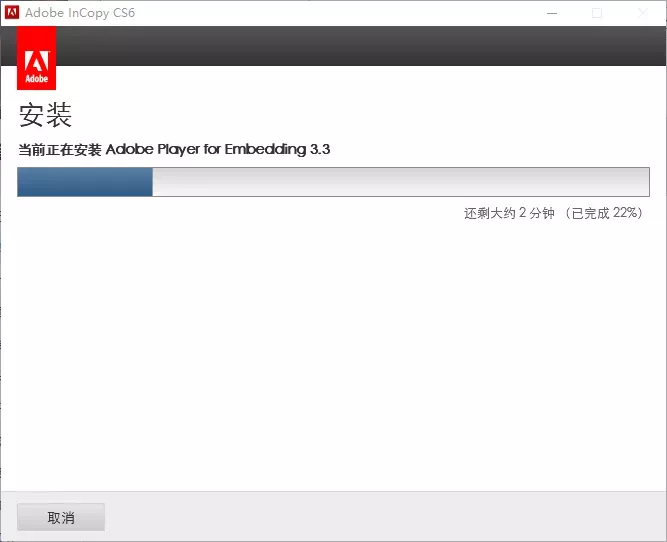 Adobe InCopy CS6
Adobe
安装
当前正在安装 Adobe Player for Embedding 3.3
还剩大约 2 分钟 （已完成 22%）
取消